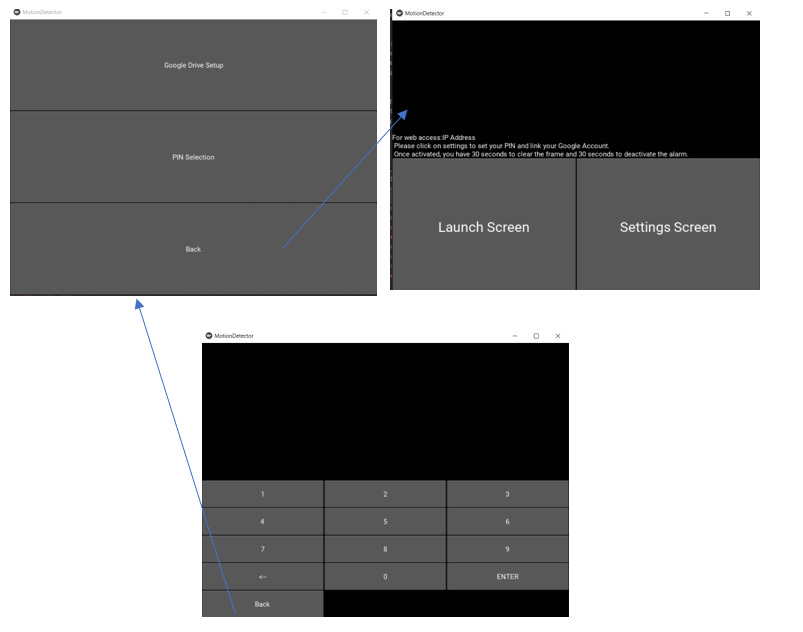 MotionDetector
Google Drive Setup
PIN Selection
Back
MotionDetector
For web access:IP Address
Please click on settings to set your PIN and link your Google Account.
Once activated, you have 30 seconds to clear the frame and 30 seconds to deactivate the alarm.
Launch Screen Settings Screen
MotionDetector
1 2 3
4 5 6
7 8 9
<-- 0 ENTER
Back